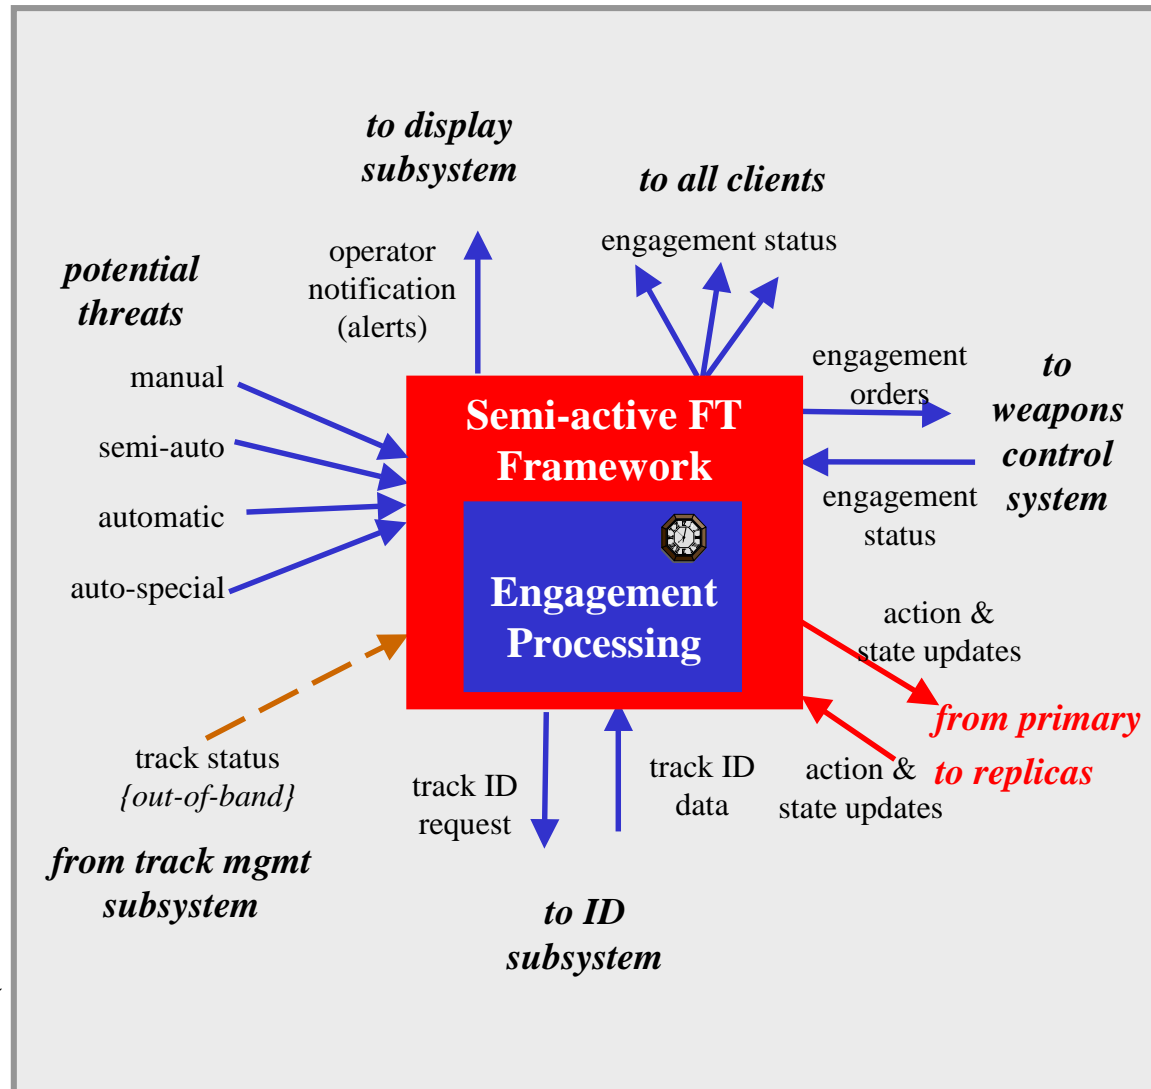 to display
subsystem
to all clients
operator
notification
(alerts)
engagement status
potential
threats
manual
semi-auto
automatic
auto-special
Semi-active FT
Framework
Engagement
Processing
engagement
orders
to
weapons
control
system
engagement
status
action &
state updates
from primary
to replicas
action &
state updates
track status
{out-of-band}
from track mgmt
subsystem
track ID
request
track ID
data
to ID
subsystem